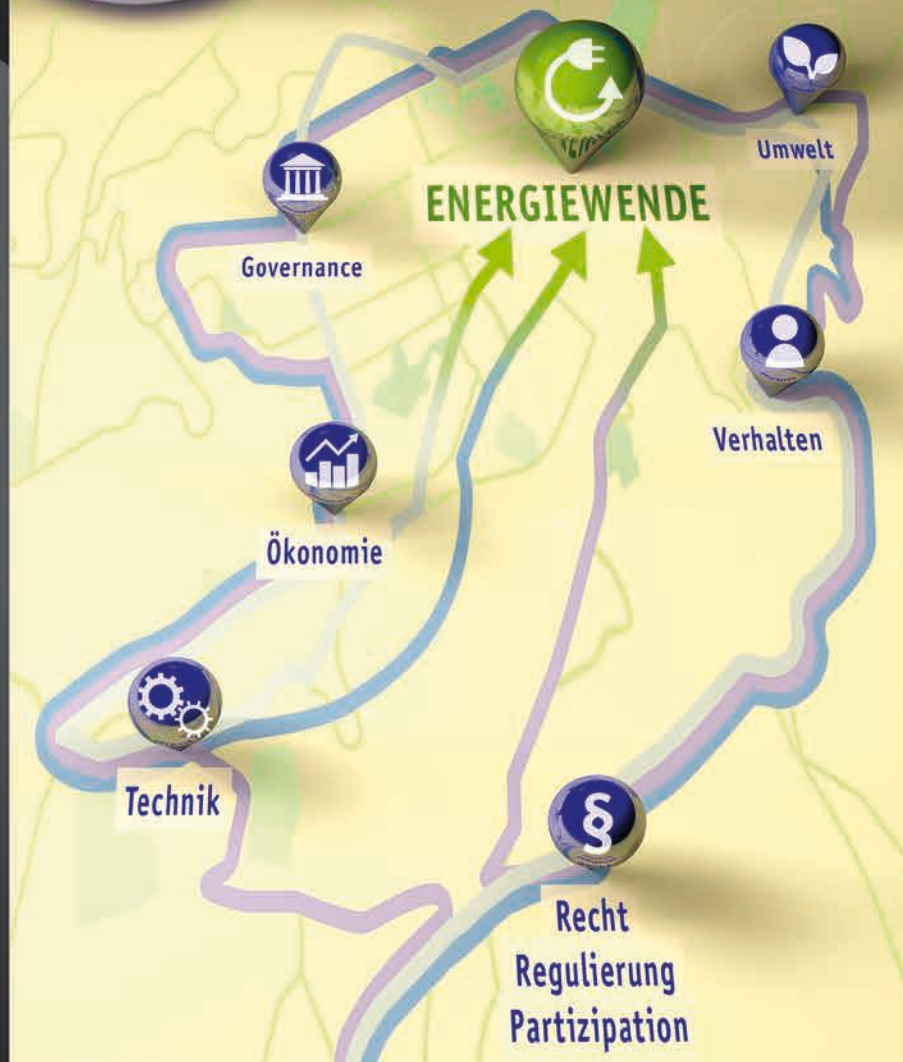 ENERGIEWENDE
Umwelt
Governance
Verhalten
Ökonomie
Technik
§
Recht
Regulierung
Partizipation